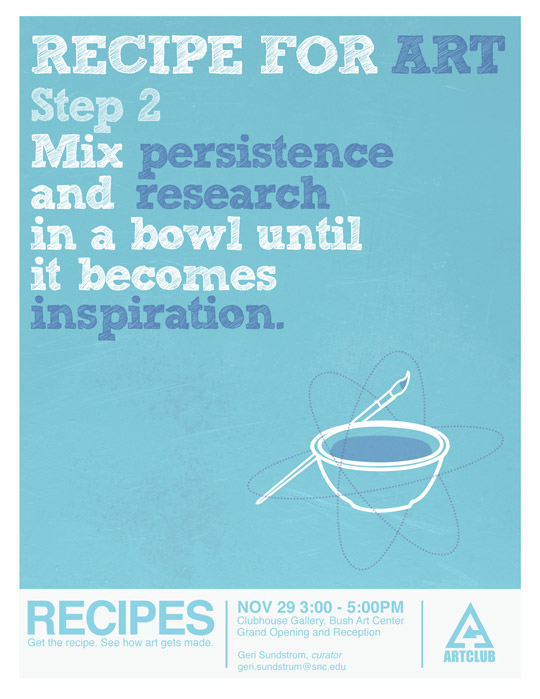 RECIPE FOR ART
Step 2
Mix persistence
and research
in a bowl until
it becomes
inspiration.
RECIPES
Get the recipe. See how art gets made.
NOV 29 3:00 - 5:00PM
Clubhouse Gallery, Bush Art Center
Grand Opening and Reception
Geri Sundstrom, curator
geri.sundstrum@snc.edu
ARTCLUB